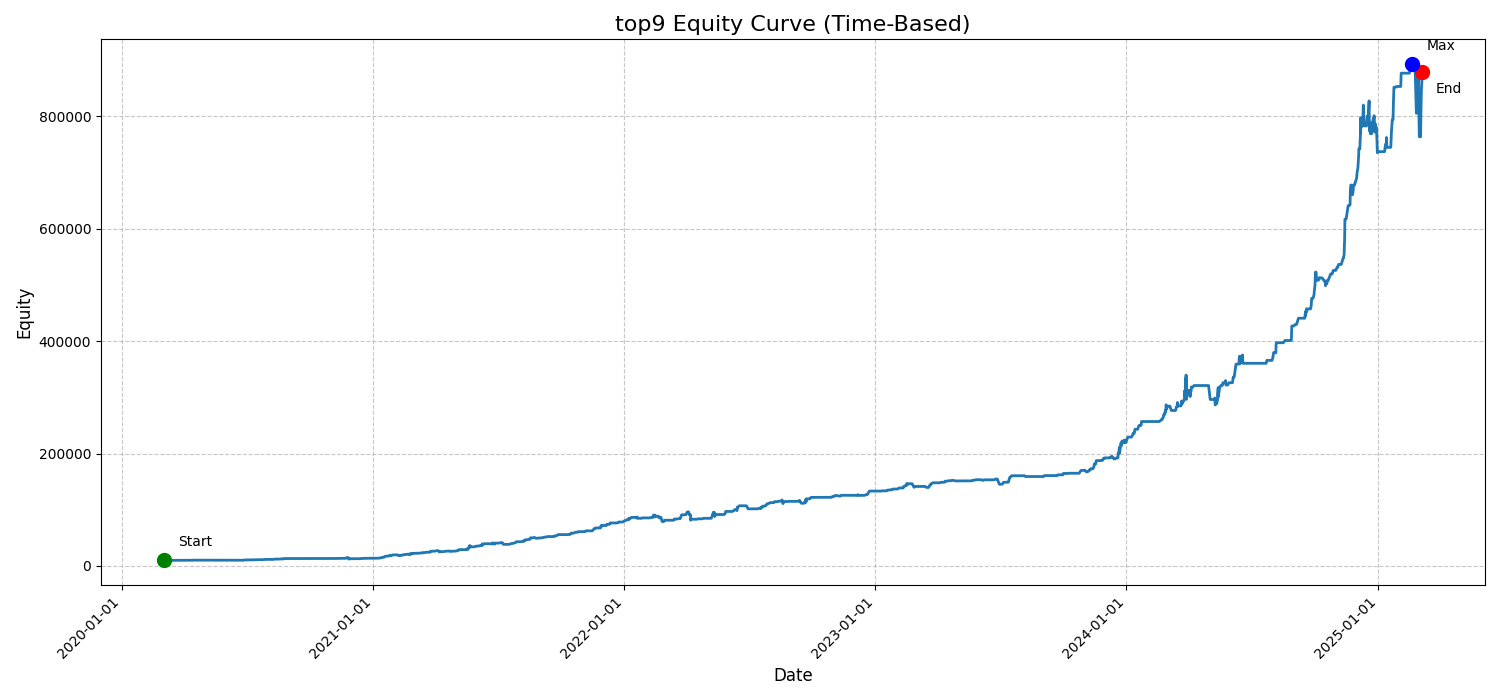 top9 Equity Curve (Time-Based)
Max
End
800000
600000
Equity
400000
200000
Start
0
2020-01-01
2021-01-01
2022-01-01
2023-01-01
2024-01-01
2025-01-01
Date